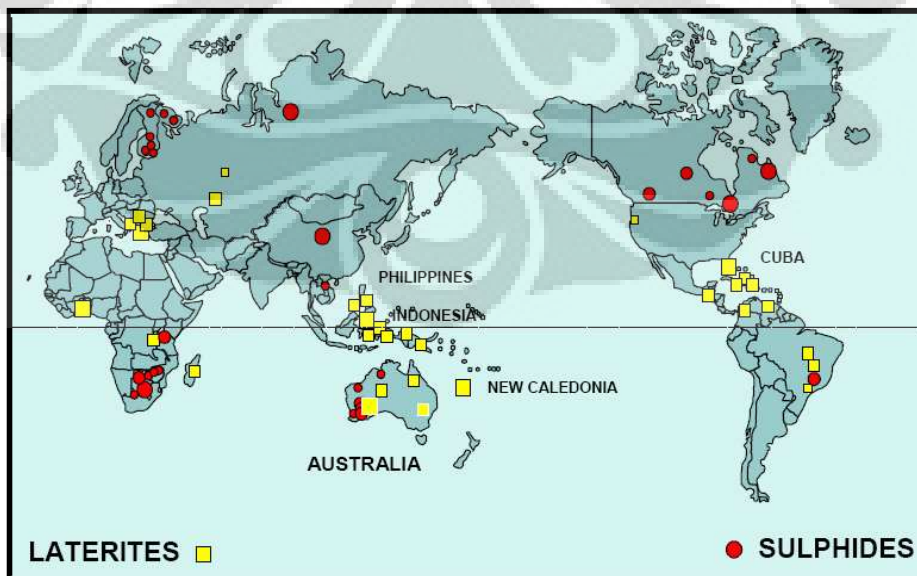 CUBA
PHILIPPINES
INDONESIA
NEW CALEDONIA
AUSTRALIA
LATERITES
SULPHIDES